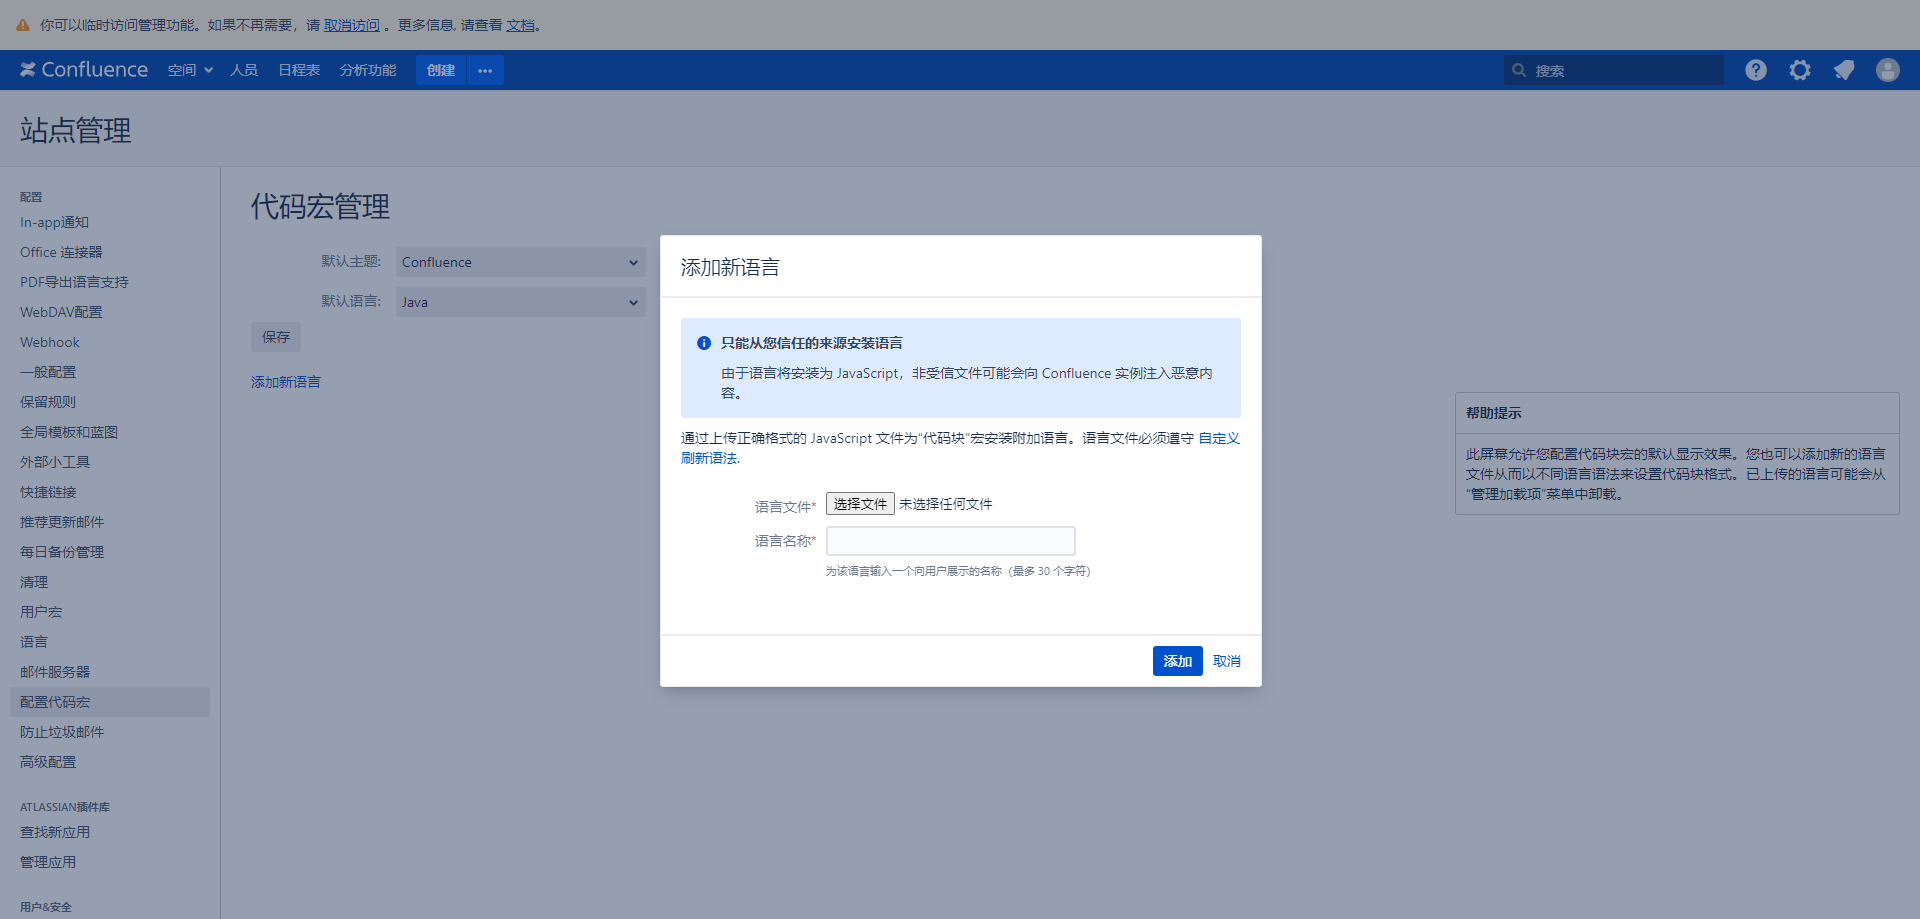 你可以临时访问管理功能。如果不再需要，请 取消访问 。更多信息, 请查看 文档。
Confluence 空间 人员 日程表 分析功能 创建 ··· 搜索
站点管理
配置
In-app通知
Office 连接器
PDF导出语言支持
WebDAV配置
Webhook
一般配置
保留规则
全局模板和蓝图
外部小工具
快捷链接
推荐更新邮件
每日备份管理
清理
用户宏
语言
邮件服务器
配置代码宏
防止垃圾邮件
高级配置
ATLASSIAN插件库
查找新应用
管理应用
用户&安全
代码宏管理
默认主题: Confluence
默认语言: Java
保存
添加新语言
添加新语言
只能从您信任的来源安装语言
由于语言将安装为 JavaScript，非受信文件可能会向 Confluence 实例注入恶意内
容。
通过上传正确格式的 JavaScript 文件为“代码块”宏安装附加语言。语言文件必须遵守 自定义
刷新语法.
语言文件* 选择文件 未选择任何文件
语言名称*
为该语言输入一个向用户展示的名称（最多 30 个字符）
添加 取消
帮助提示
此屏幕允许您配置代码块宏的默认显示效果。您也可以添加新的语言
文件从而以不同语言语法来设置代码块格式。已上传的语言可能会从
“管理加载项”菜单中卸载。